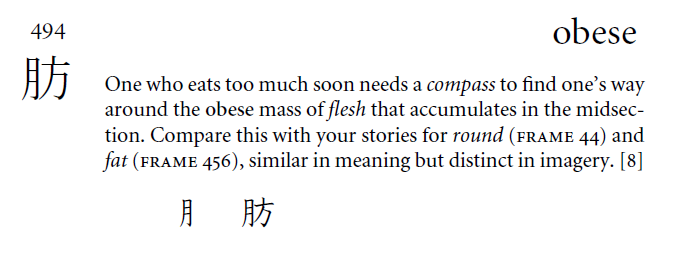 494
obese
肪
One who eats too much soon needs a compass to find one's way
around the obese mass of flesh that accumulates in the midsec-
tion. Compare this with your stories for round (FRAME 44) and
fat (FRAME 456), similar in meaning but distinct in imagery. [8]
⺼ 肪